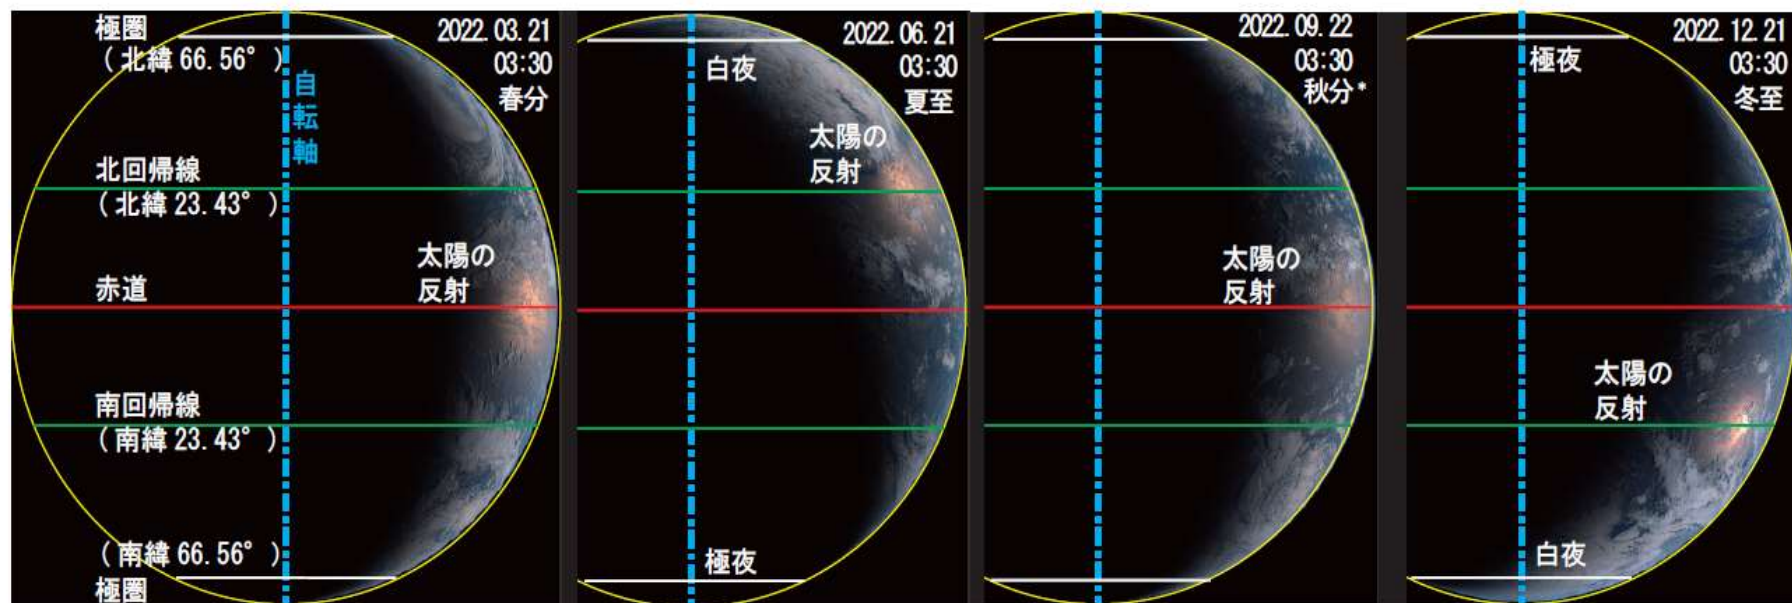 極圏
(北緯 66.56°)
自転軸
2022.03.21
03:30
春分
北回帰線
(北緯 23.43°)
太陽の
反射
赤道
南回帰線
(南緯 23.43°)
(南緯 66.56°)
極圏
2022.06.21
03:30
夏至
白夜
太陽の
反射
極夜
2022.09.22
03:30
秋分*
太陽の
反射
2022.12.21
03:30
冬至
極夜
太陽の
反射
白夜